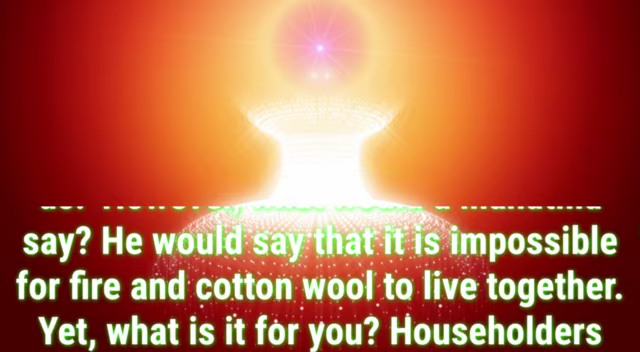 say? He would say that it is impossible
for fire and cotton wool to live together.
Yet, what is it for you? Householders